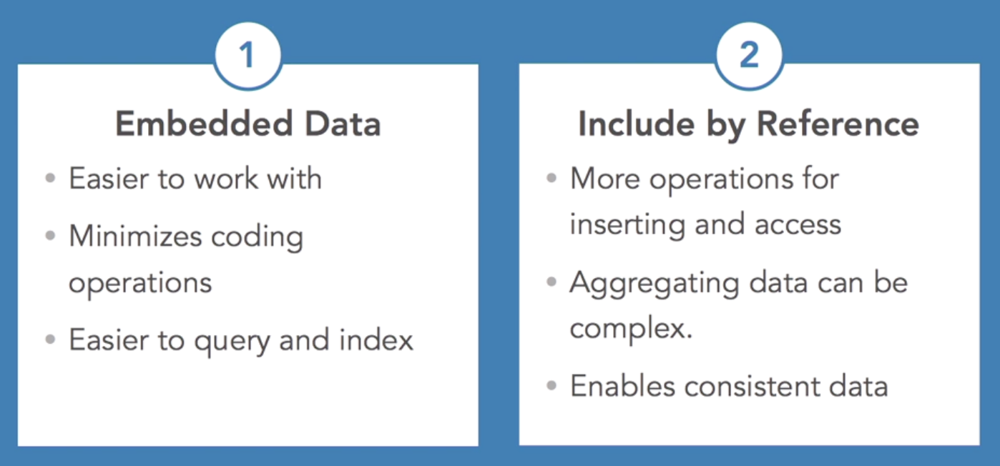 1
Embedded Data
• Easier to work with
• Minimizes coding
operations
• Easier to query and index
2
Include by Reference
• More operations for
inserting and access
• Aggregating data can be
complex.
• Enables consistent data